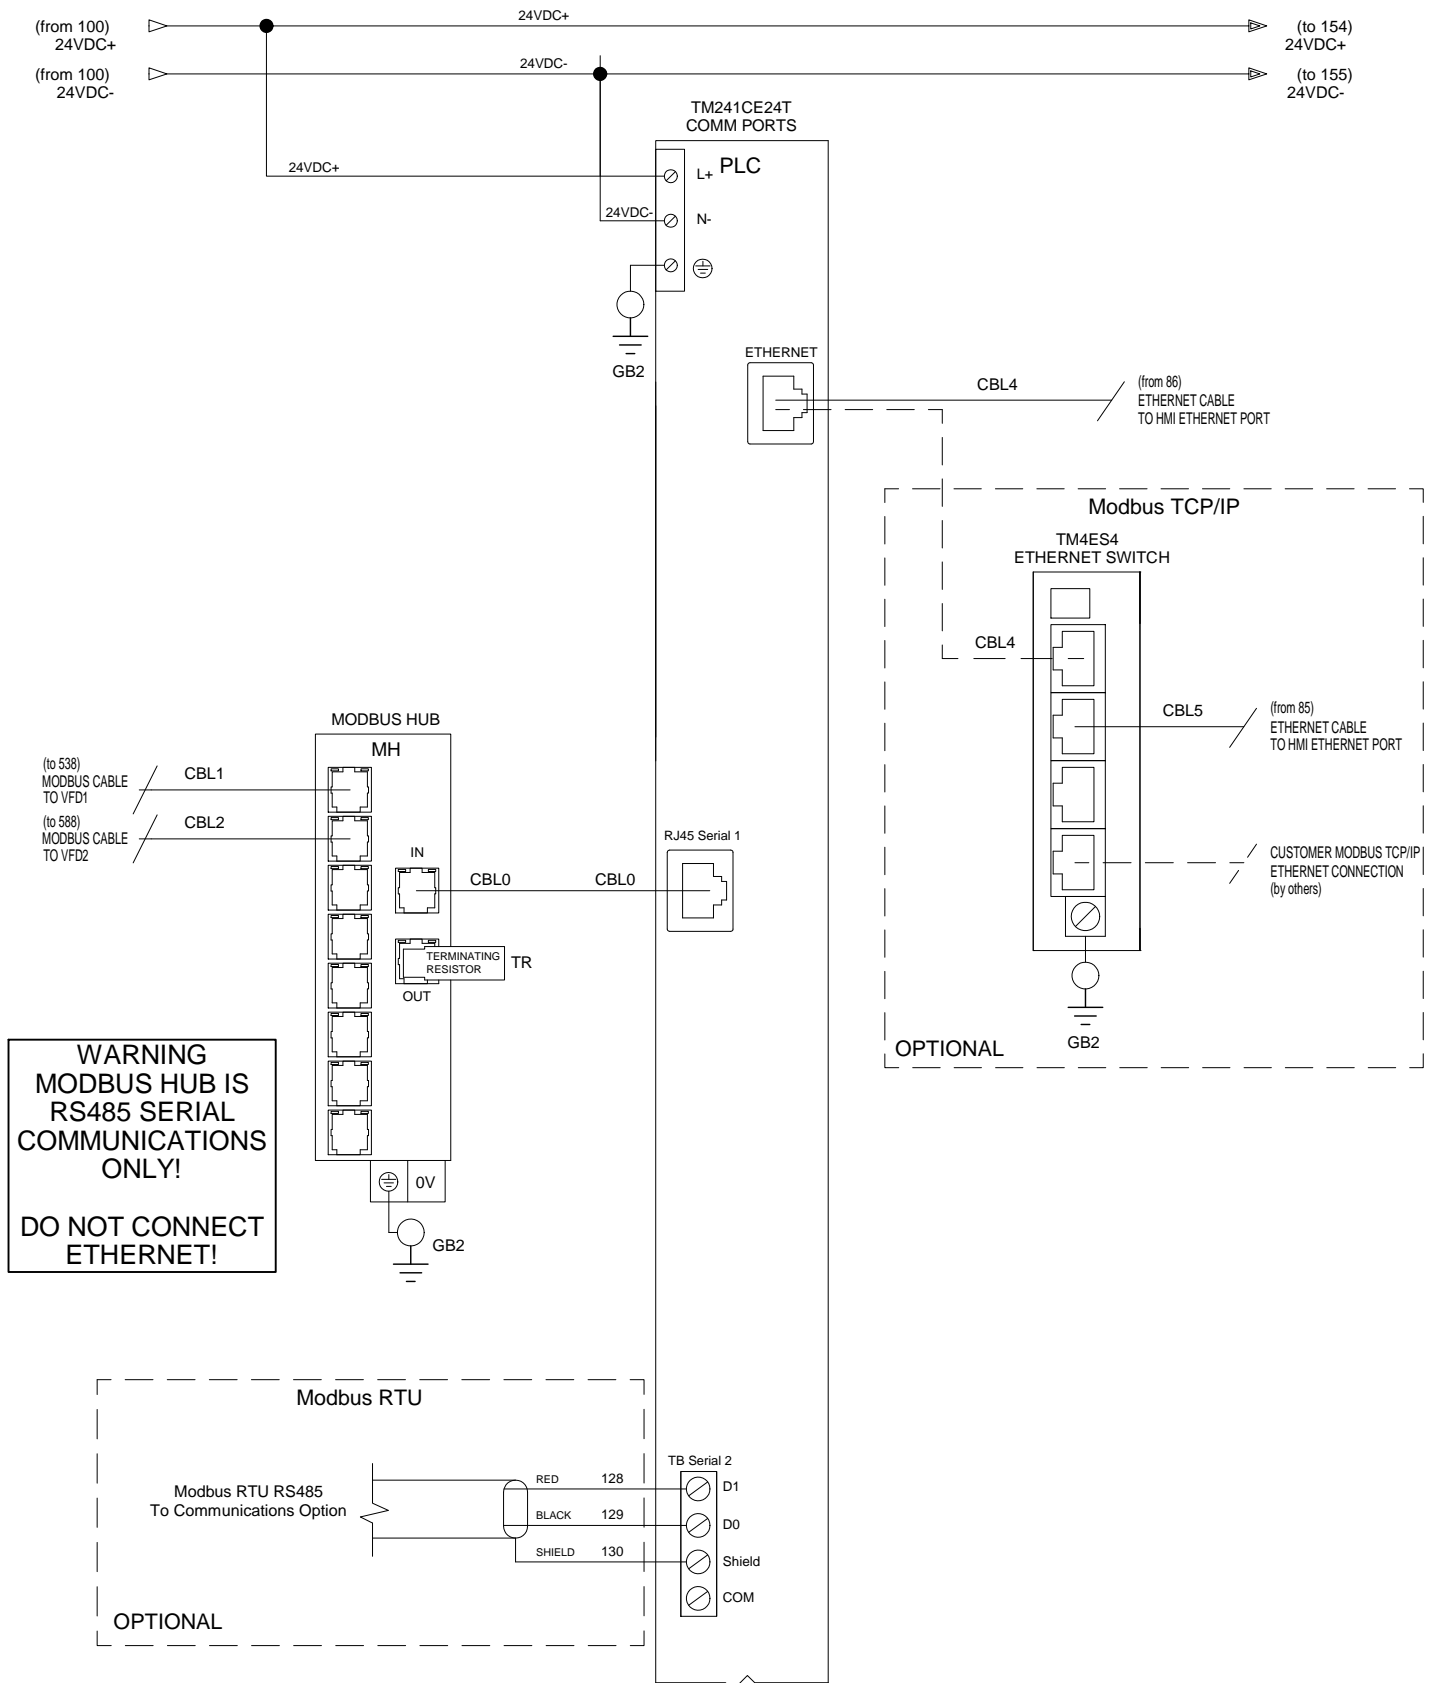 (from 100)
24VDC+
24VDC+
(to 154)
24VDC+
(from 100)
24VDC-
24VDC-
(to 155)
24VDC-
TM241CE24T
COMM PORTS
PLC
24VDC+
L+
24VDC-
N-
GB2
ETHERNET
CBL4
(from 86)
ETHERNET CABLE
TO HMI ETHERNET PORT
Modbus TCP/IP
TM4ES4
ETHERNET SWITCH
CBL4
CBL5
(from 85)
ETHERNET CABLE
TO HMI ETHERNET PORT
CUSTOMER MODBUS TCP/IP
ETHERNET CONNECTION
(by others)
GB2
OPTIONAL
MODBUS HUB
MH
(to 538)
MODBUS CABLE
TO VFD1
CBL1
(to 588)
MODBUS CABLE
TO VFD2
CBL2
IN
CBL0
CBL0
RJ45 Serial 1
TERMINATING
RESISTOR
TR
OUT
0V
GB2
WARNING
MODBUS HUB IS
RS485 SERIAL
COMMUNICATIONS
ONLY!
DO NOT CONNECT
ETHERNET!
Modbus RTU
Modbus RTU RS485
To Communications Option
RED
128
BLACK
129
SHIELD
130
OPTIONAL
TB Serial 2
D1
D0
Shield
COM